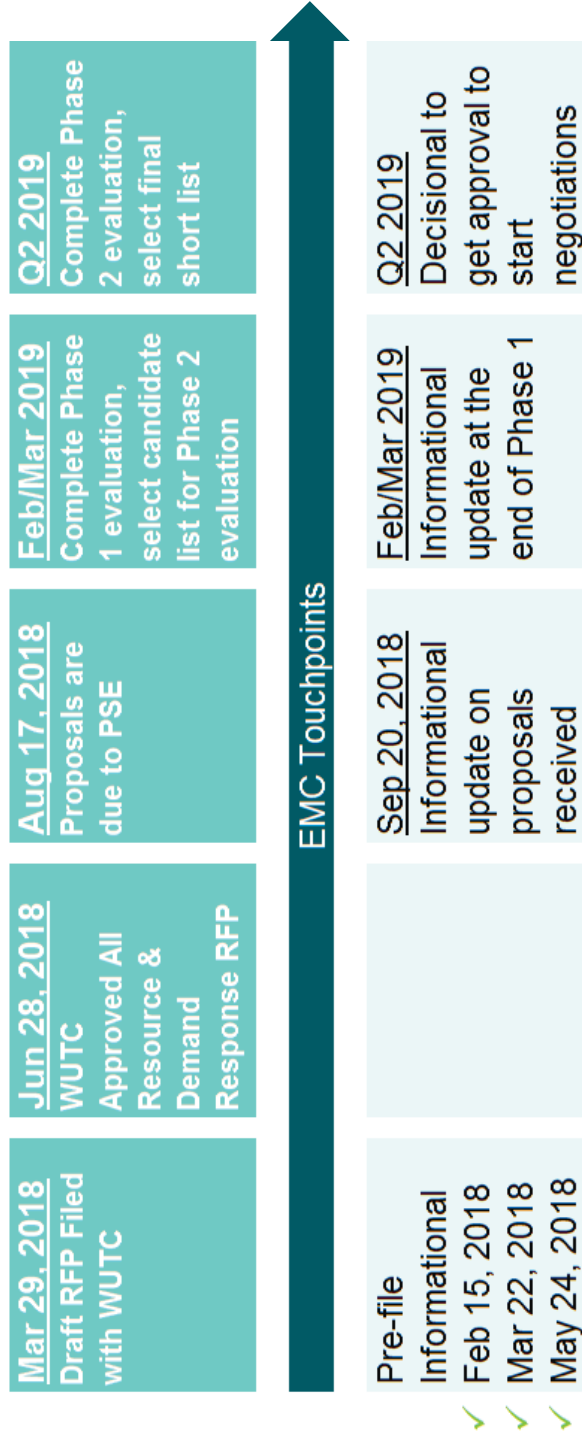 Mar 29, 2018
Draft RFP Filed
with WUTC
Jun 28, 2018
WUTC
Approved All
Resource &
Demand
Response RFP
Aug 17, 2018
Proposals are
due to PSE
Feb/Mar 2019
Complete Phase
1 evaluation,
select candidate
list for Phase 2
evaluation
Q2 2019
Complete Phase
2 evaluation,
select final
short list
EMC Touchpoints
Pre-file
Informational
✓ Feb 15, 2018
✓ Mar 22, 2018
✓ May 24, 2018
Sep 20, 2018
Informational
update on
proposals
received
Feb/Mar 2019
Informational
update at the
end of Phase 1
Q2 2019
Decisional to
get approval to
start
negotiations